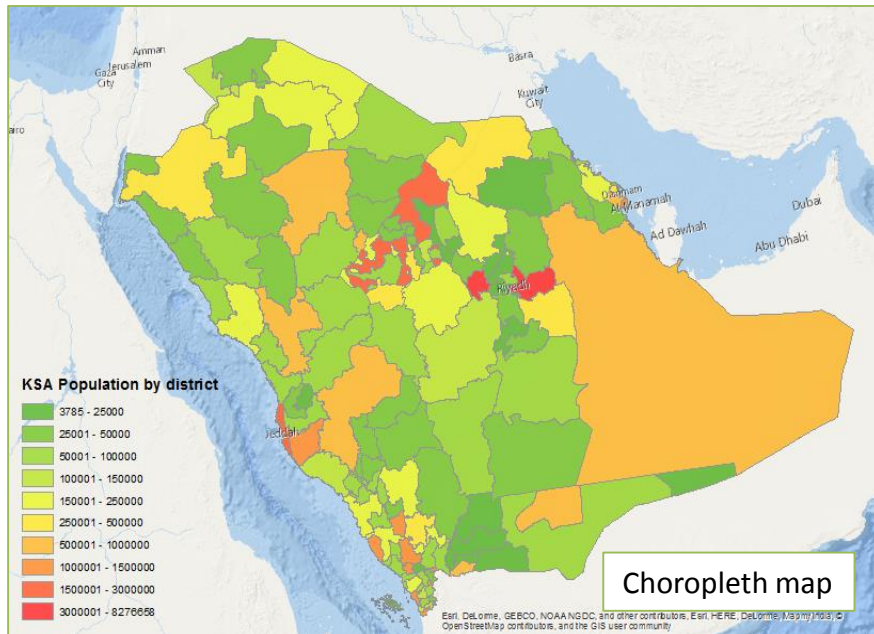 Amman
Jerusalem
Gaza
City
Basra
Kuwait
City
Dammam
Al Manamah
Ad Dawhah
Dubai
Abu Dhabi
Riyadh
Jeddah
KSA Population by district
3785 - 25000
25001 - 50000
50001 - 100000
100001 - 150000
150001 - 250000
250001 - 500000
500001 - 1000000
1000001 - 1500000
1500001 - 3000000
3000001 - 8276658
Choropleth map
Esri, DeLorme, GEBCO, NOAA NGDC, and other contributors, Esri, HERE, DeLorme, MapmyIndia, ©
OpenStreetMap contributors, and the GIS user community